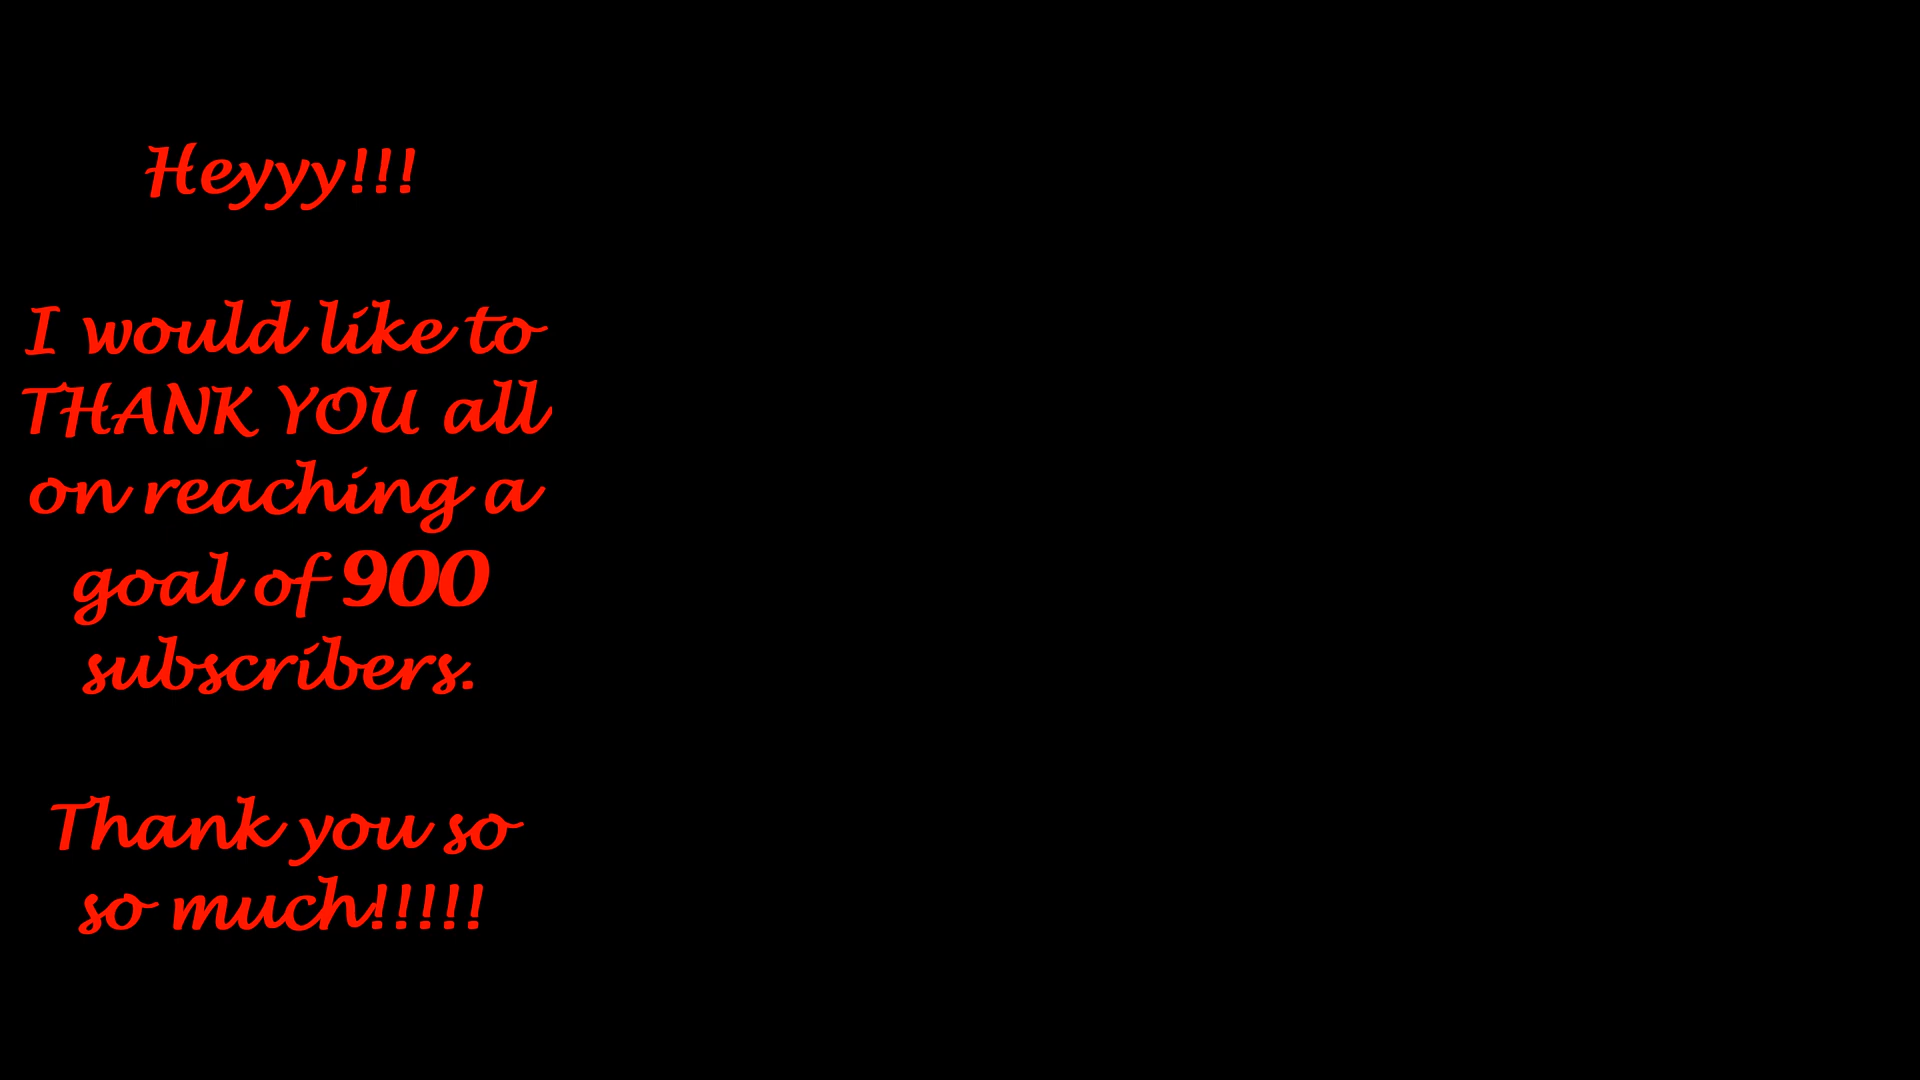 Heyyy!!!
I would like to
THANK YOU all
on reaching a
goal of 900
subscribers.
Thank you so
so much!!!!!